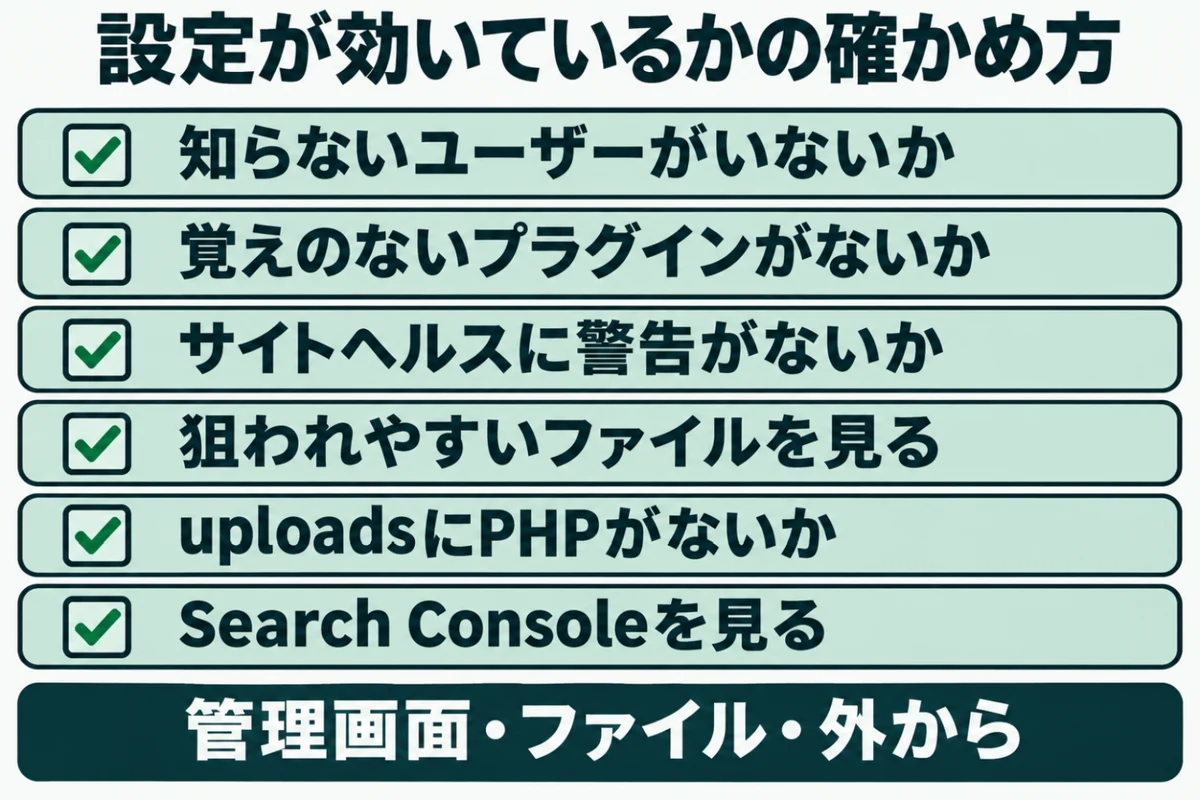 設定が効いているかの確かめ方
知らないユーザーがいないか
覚えのないプラグインがないか
サイトヘルスに警告がないか
狙われやすいファイルを見る
uploadsにPHPがないか
Search Consoleを見る
管理画面・ファイル・外から